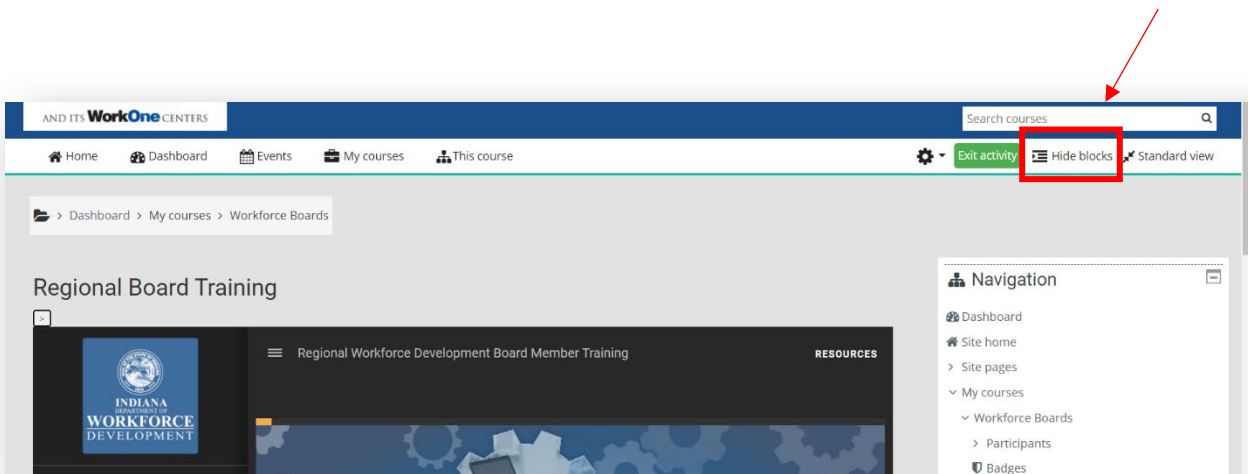 AND ITS WorkOne CENTERS
Search courses
Home Dashboard Events My courses This course
Exit activity Hide blocks Standard view
> Dashboard > My courses > Workforce Boards
Regional Board Training
>
Navigation
Dashboard
Site home
> Site pages
My courses
Workforce Boards
> Participants
Badges
Regional Workforce Development Board Member Training
RESOURCES
INDIANA
DEPARTMENT OF
WORKFORCE
DEVELOPMENT